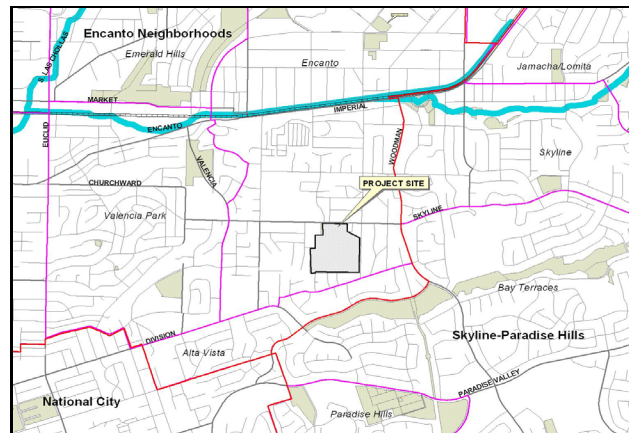 Encanto Neighborhoods
Emerald Hills
Encanto
Jamacha/Lomita
S. LAS CHOLLAS
MARKET
IMPERIAL
EUCLID
ENCANTO
WOODMAN
VALENCIA
Skyline
CHURCHWARD
PROJECT SITE
Valencia Park
SKYLINE
Bay Terraces
DIVISION
Alta Vista
Skyline-Paradise Hills
PARADISE VALLEY
National City
Paradise Hills